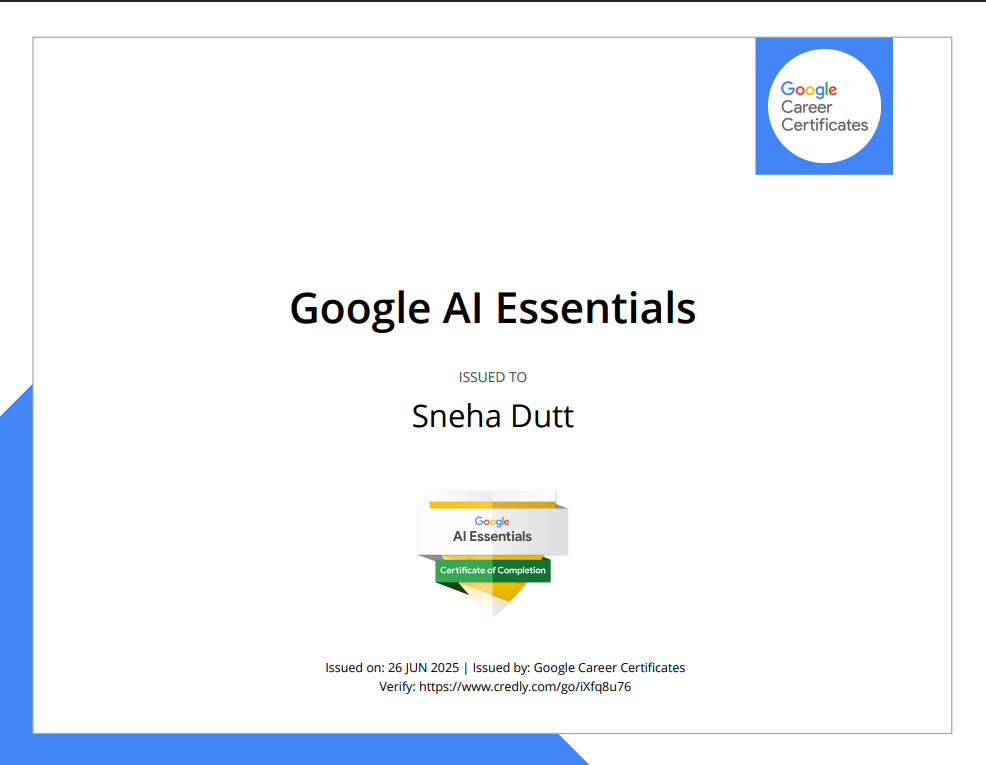 Google
Career
Certificates
Google AI Essentials
ISSUED TO
Sneha Dutt
Google
AI Essentials
Certificate of Completion
Issued on: 26 JUN 2025 | Issued by: Google Career Certificates
Verify: https://www.credly.com/go/iXfq8u76